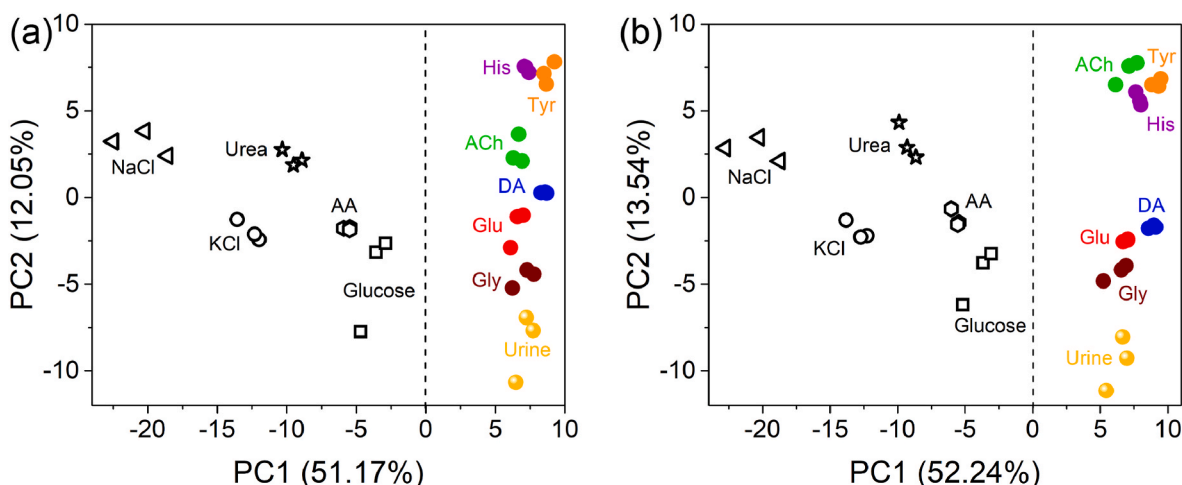 (a)
10
5
0
-5
-10
PC2 (12.05%)
NaCl
Urea
KCl
AA
Glucose
His
Tyr
ACh
DA
Glu
Gly
Urine
-20
-15
-10
-5
0
5
10
PC1 (51.17%)
(b)
10
5
0
-5
-10
PC2 (13.54%)
NaCl
Urea
KCl
AA
Glucose
ACh
Tyr
His
DA
Glu
Gly
Urine
-20
-15
-10
-5
0
5
10
PC1 (52.24%)